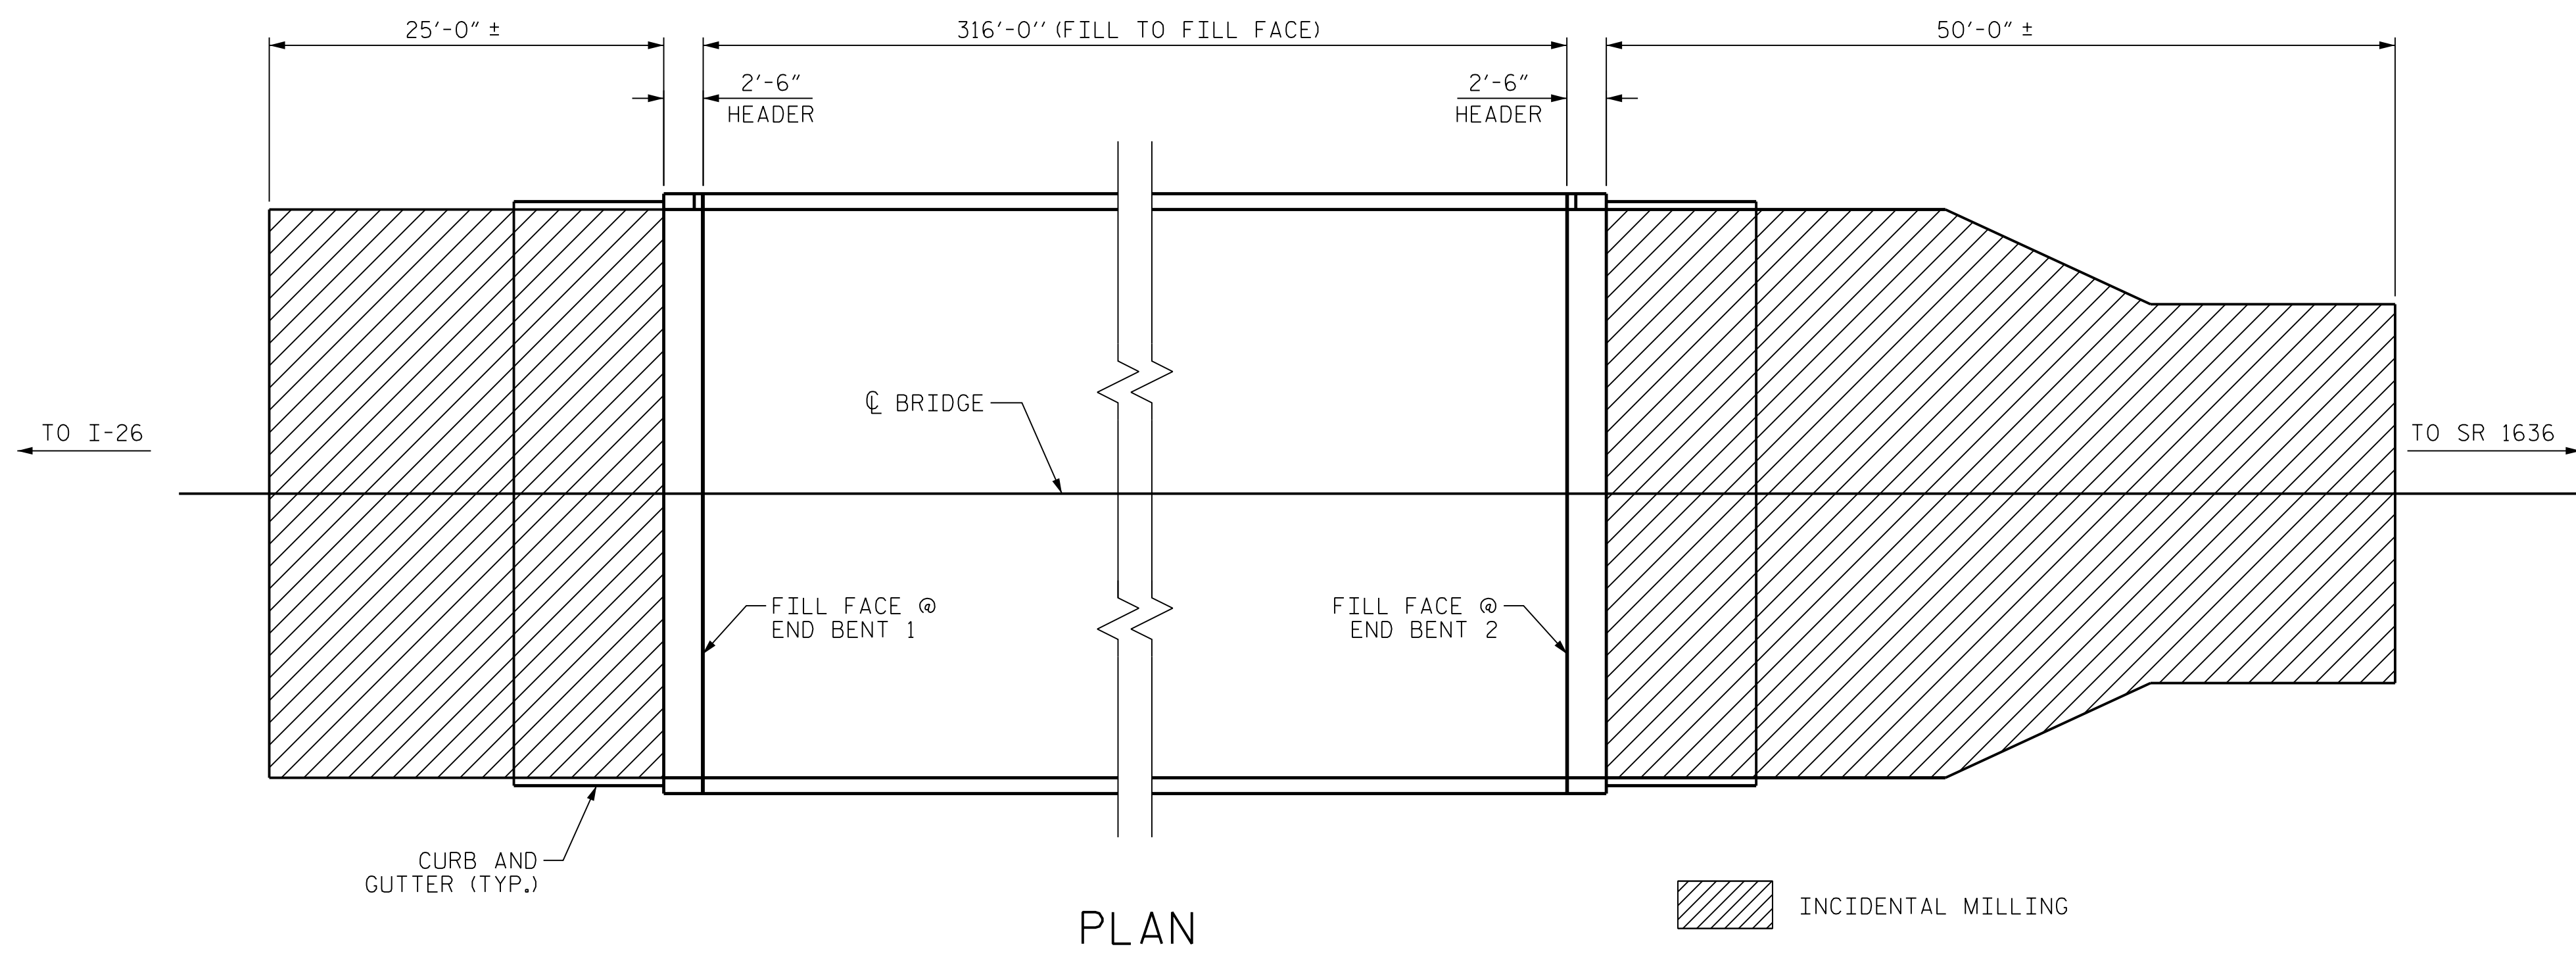 25'-0" ±
316'-0'' (FILL TO FILL FACE)
50'-0" ±
2'-6"
HEADER
2'-6"
HEADER
℄ BRIDGE
TO I-26
TO SR 1636
FILL FACE @
END BENT 1
FILL FACE @
END BENT 2
CURB AND
GUTTER (TYP.)
INCIDENTAL MILLING
PLAN